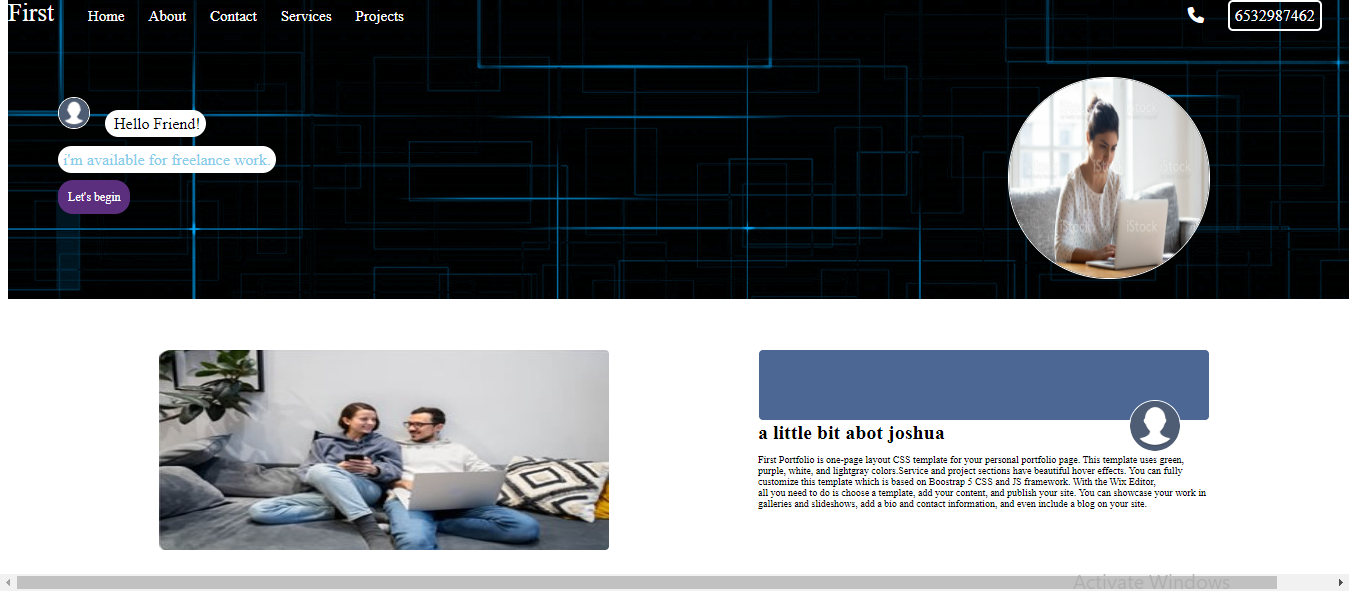 First Home About Contact Services Projects 6532987462
Hello Friend!
i'm available for freelance work.
Let's begin
iStock
iStock
iStock
iStock
a little bit abot joshua
First Portfolio is one-page layout CSS template for your personal portfolio page. This template uses green,
purple, white, and lightgray colors.Service and project sections have beautiful hover effects. You can fully
customize this template which is based on Boostrap 5 CSS and JS framework. With the Wix Editor,
all you need to do is choose a template, add your content, and publish your site. You can showcase your work in
galleries and slideshows, add a bio and contact information, and even include a blog on your site.
Activate Windows